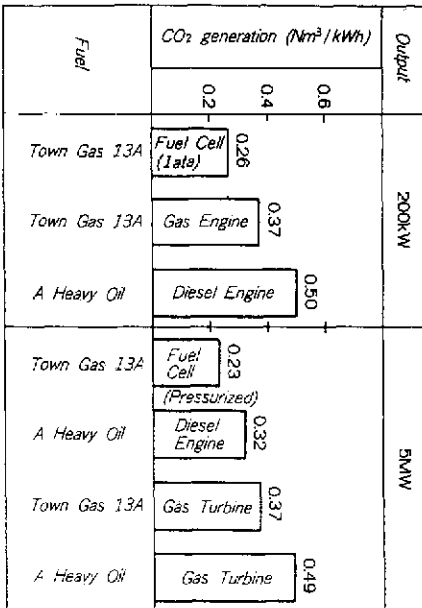 Output
200kW
5MW
CO₂ generation (Nm³/kWh)
0.6
0.4
0.2
0.26
Fuel Cell
(1ata)
0.37
Gas Engine
0.50
Diesel Engine
0.23
Fuel
Cell
(Pressurized)
0.32
Diesel
Engine
0.37
Gas Turbine
0.49
Gas Turbine
Fuel
Town Gas 13A
Town Gas 13A
A Heavy Oil
Town Gas 13A
A Heavy Oil
Town Gas 13A
A Heavy Oil